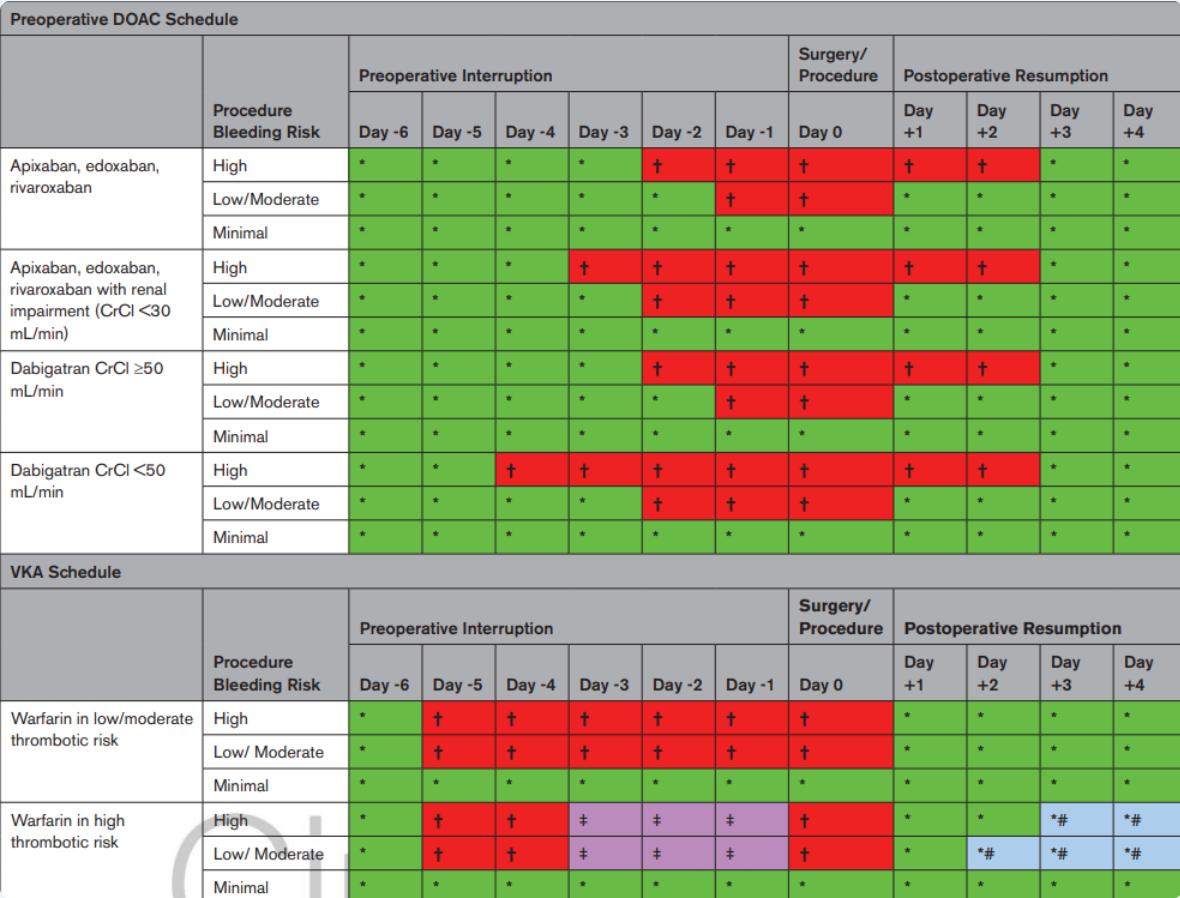 Preoperative DOAC Schedule
Procedure Bleeding Risk
Preoperative Interruption
Surgery/ Procedure
Postoperative Resumption
Day -6 Day -5 Day -4 Day -3 Day -2 Day -1 Day 0 Day +1 Day +2 Day +3 Day +4
Apixaban, edoxaban, rivaroxaban
High * * * * † † † † † * *
Low/Moderate * * * * * † † * * * *
Minimal * * * * * * * * * * *
Apixaban, edoxaban, rivaroxaban with renal impairment (CrCl <30 mL/min)
High * * * † † † † † † * *
Low/Moderate * * * * † † † * * * *
Minimal * * * * * * * * * * *
Dabigatran CrCl ≥50 mL/min
High * * * * † † † † † * *
Low/Moderate * * * * * † † * * * *
Minimal * * * * * * * * * * *
Dabigatran CrCl <50 mL/min
High * * † † † † † † † * *
Low/Moderate * * * * † † † * * * *
Minimal * * * * * * * * * * *
VKA Schedule
Procedure Bleeding Risk
Preoperative Interruption
Surgery/ Procedure
Postoperative Resumption
Day -6 Day -5 Day -4 Day -3 Day -2 Day -1 Day 0 Day +1 Day +2 Day +3 Day +4
Warfarin in low/moderate thrombotic risk
High * † † † † † † * * * *
Low/ Moderate * † † † † † † * * * *
Minimal * * * * * * * * * * *
Warfarin in high thrombotic risk
High * † † ‡ ‡ ‡ † * * *# *#
Low/ Moderate * † † ‡ ‡ ‡ † * *# *# *#
Minimal * * * * * * * * * * *